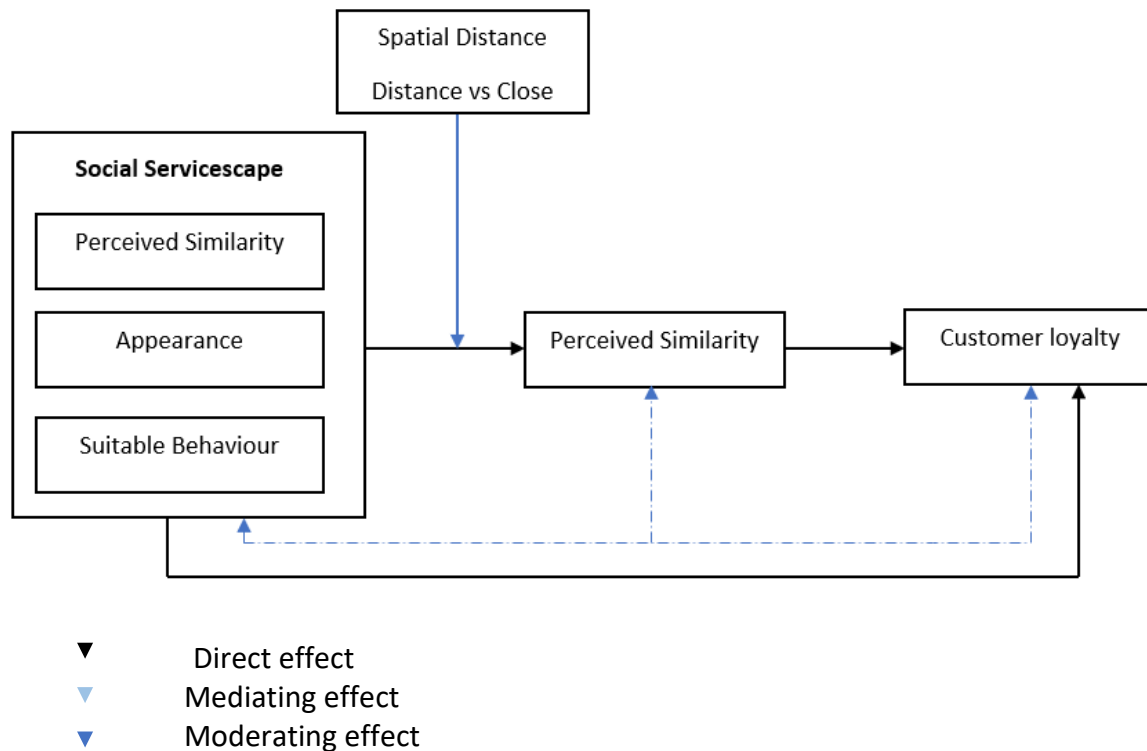 Spatial Distance
Distance vs Close
Social Servicescape
Perceived Similarity
Appearance
Suitable Behaviour
Perceived Similarity
Customer loyalty
Direct effect
Mediating effect
Moderating effect